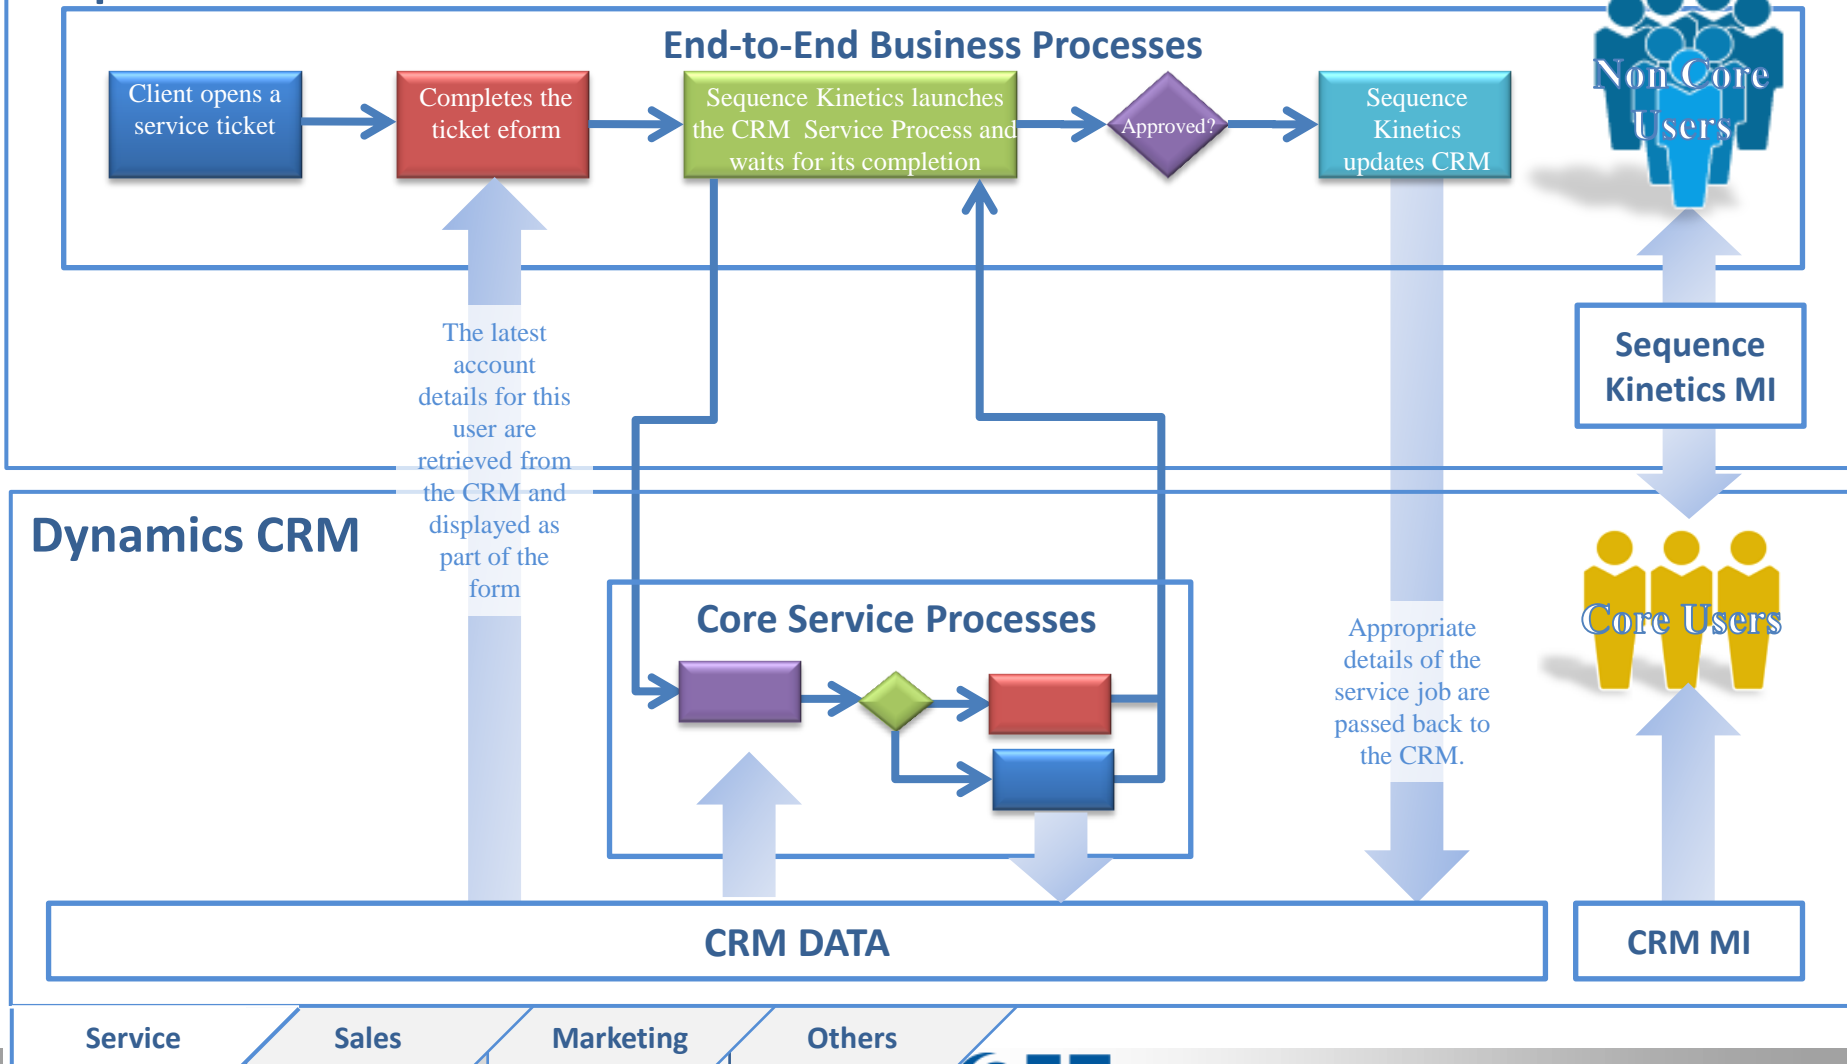 End-to-End Business Processes
Client opens a
service ticket
Completes the
ticket eform
Sequence Kinetics launches
the CRM Service Process and
waits for its completion
Approved?
Sequence
Kinetics
updates CRM
Non Core
Users
The latest
account
details for this
user are
retrieved from
the CRM and
displayed as
part of the
form
Sequence
Kinetics MI
Dynamics CRM
Core Service Processes
Appropriate
details of the
service job are
passed back to
the CRM.
Core Users
CRM DATA
CRM MI
Service
Sales
Marketing
Others